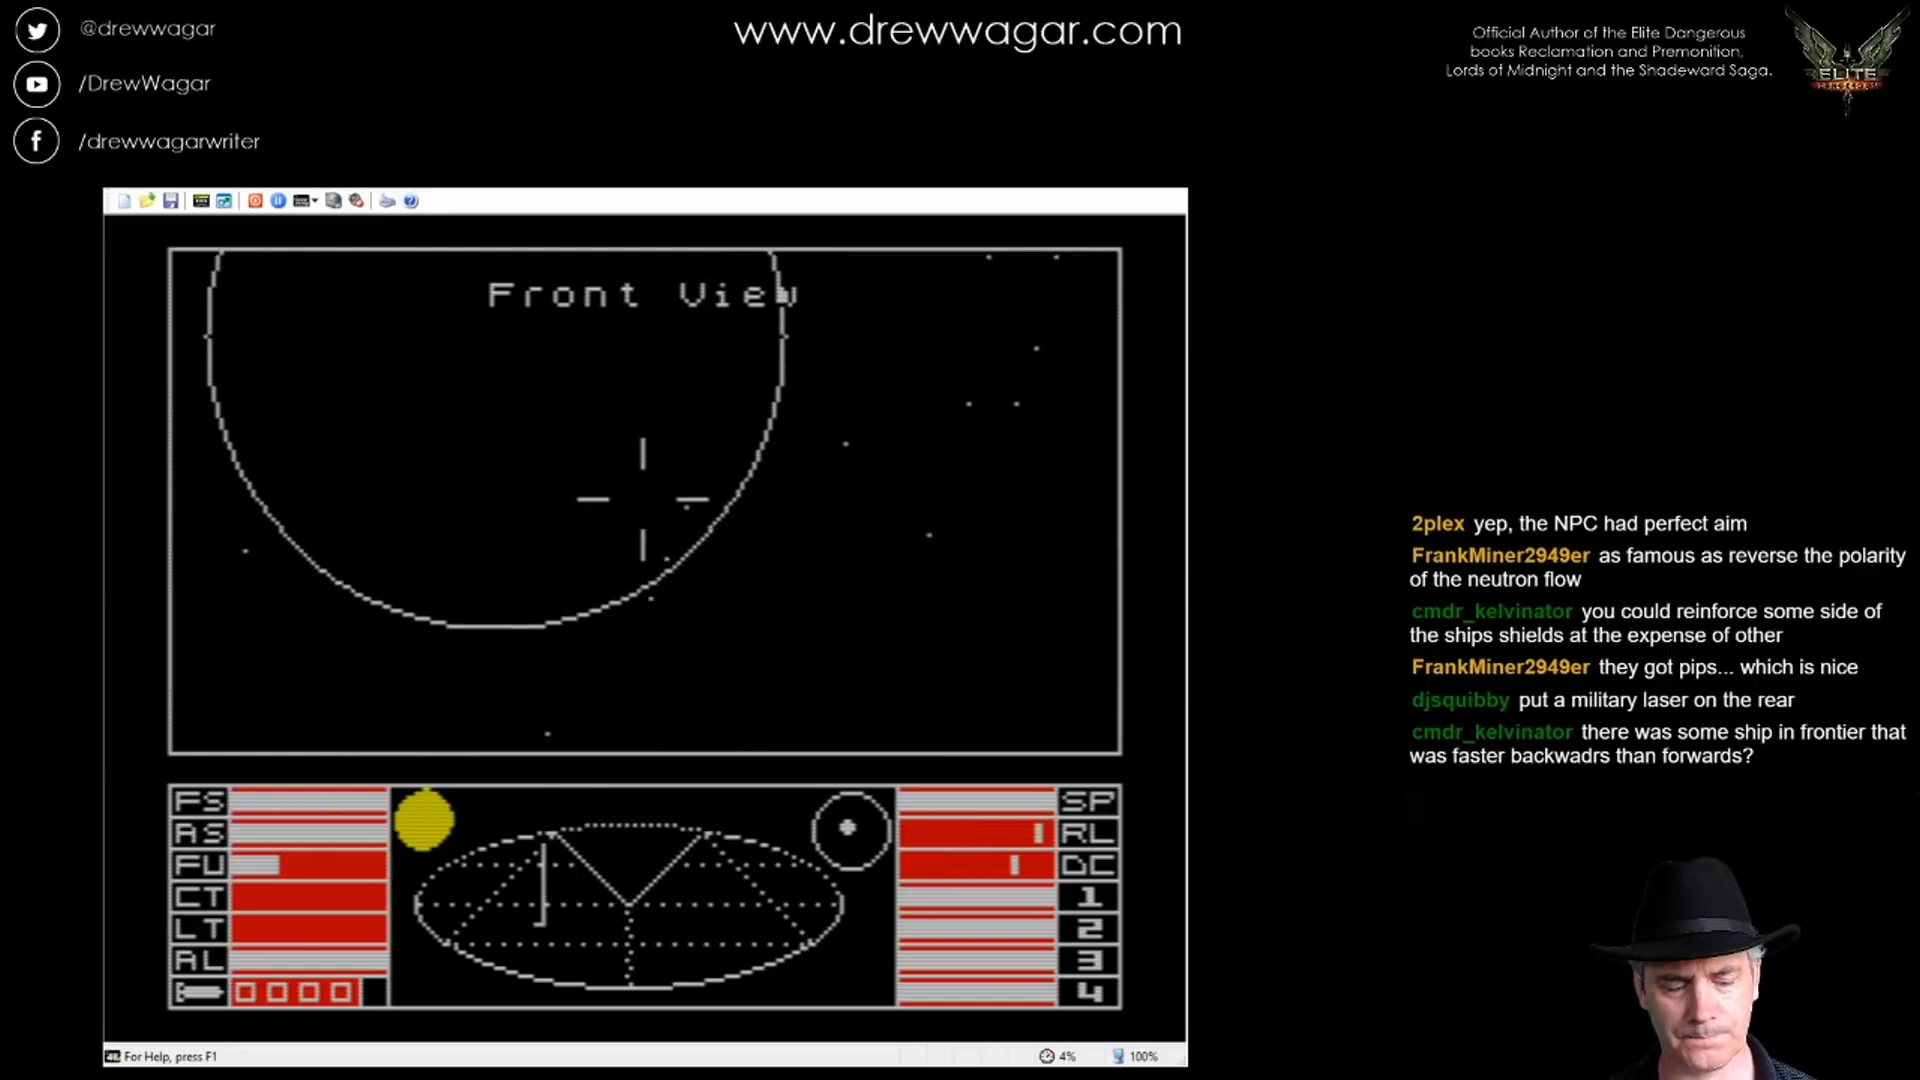 @drewwagar
/DrewWagar
/drewwagarwriter
www.drewwagar.com
Official Author of the Elite Dangerous
books Reclamation and Premonition,
Lords of Midnight and the Shadeward Saga.
ELITE
DANGEROUS
Front View
FS
AS
FU
CT
LT
AL
SP
RL
DC
1
2
3
4
For Help, press F1
4%
100%
2plex yep, the NPC had perfect aim
FrankMiner2949er as famous as reverse the polarity
of the neutron flow
cmdr_kelvinator you could reinforce some side of
the ships shields at the expense of other
FrankMiner2949er they got pips... which is nice
djsquibby put a military laser on the rear
cmdr_kelvinator there was some ship in frontier that
was faster backwadrs than forwards?